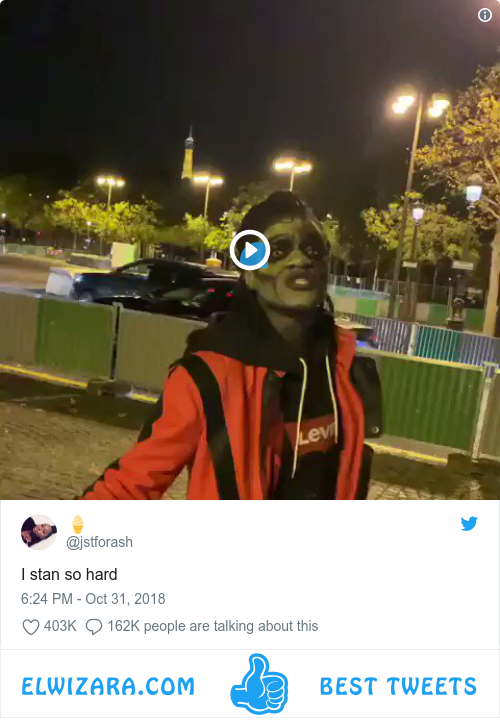 Levi
🍦
@jstforash
I stan so hard
6:24 PM - Oct 31, 2018
403K 162K people are talking about this
ELWIZARA.COM BEST TWEETS